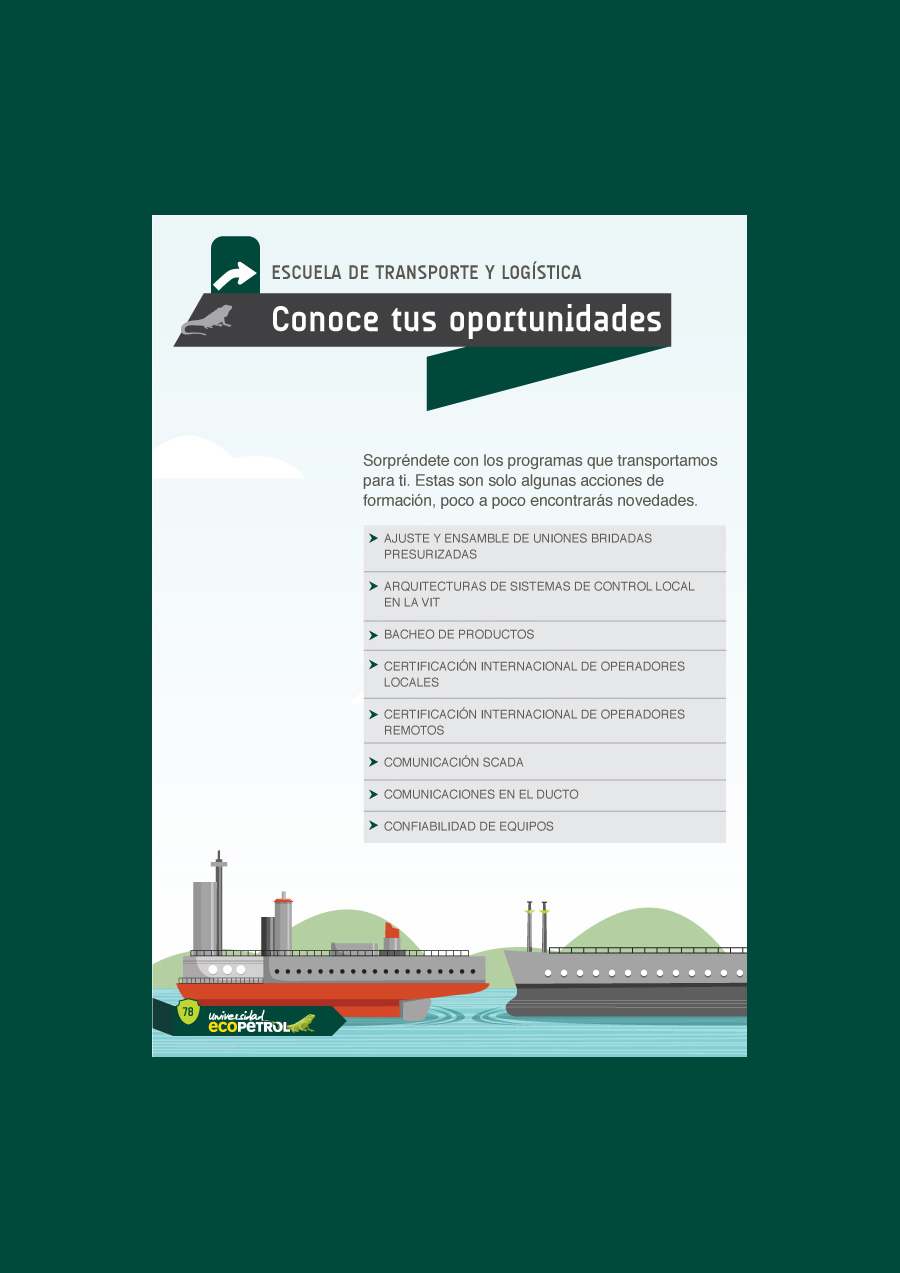 ESCUELA DE TRANSPORTE Y LOGÍSTICA
Conoce tus oportunidades
Sorpréndete con los programas que transportamos
para ti. Estas son solo algunas acciones de
formación, poco a poco encontrarás novedades.
AJUSTE Y ENSAMBLE DE UNIONES BRIDADAS
PRESURIZADAS
ARQUITECTURAS DE SISTEMAS DE CONTROL LOCAL
EN LA VIT
BACHEO DE PRODUCTOS
CERTIFICACIÓN INTERNACIONAL DE OPERADORES
LOCALES
CERTIFICACIÓN INTERNACIONAL DE OPERADORES
REMOTOS
COMUNICACIÓN SCADA
COMUNICACIONES EN EL DUCTO
CONFIABILIDAD DE EQUIPOS
78
universidad
ecopetrol